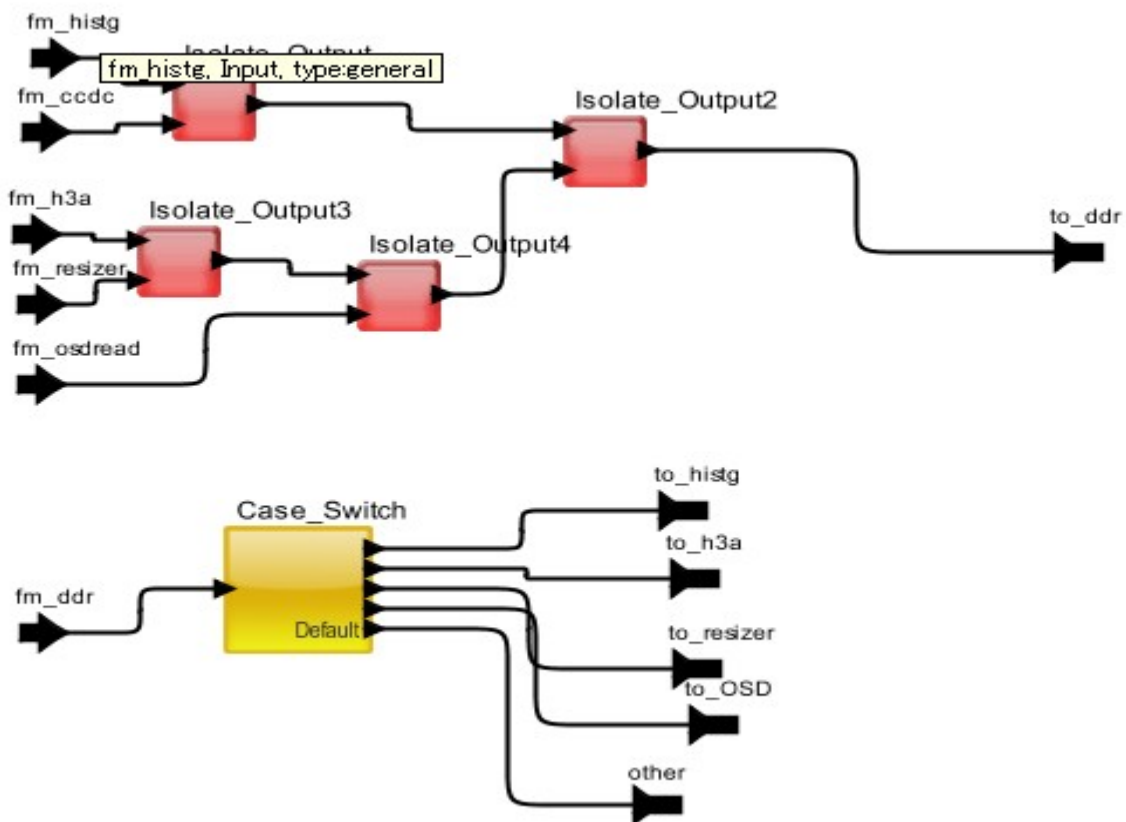 fm_histg
Isolate_Output
fm_histg, Input, type:general
fm_ccdc
Isolate_Output2
fm_h3a
Isolate_Output3
to_ddr
Isolate_Output4
fm_resizer
fm_osdread
to_histg
Case_Switch
to_h3a
fm_ddr
Default
to_resizer
to_OSD
other